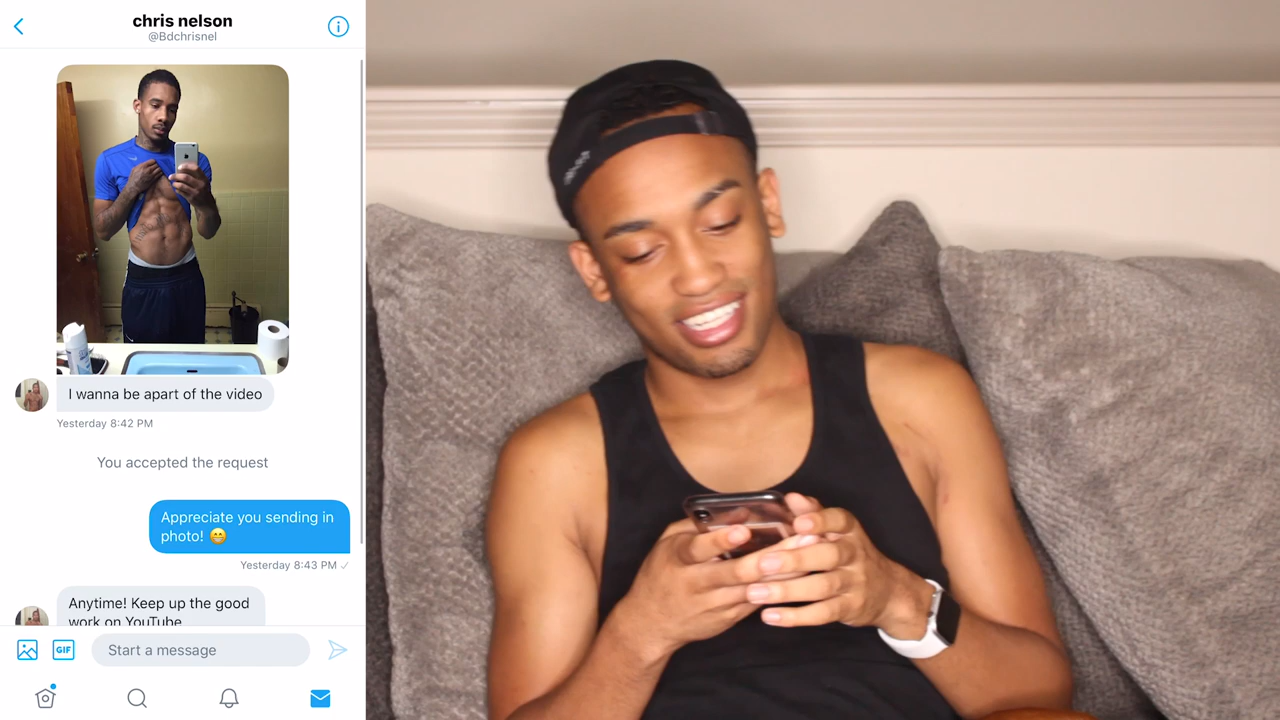 chris nelson
@Bdchrisnel
I wanna be apart of the video
Yesterday 8:42 PM
You accepted the request
Appreciate you sending in
photo! 😁
Yesterday 8:43 PM ✓
Anytime! Keep up the good
work on YouTube
GIF
Start a message